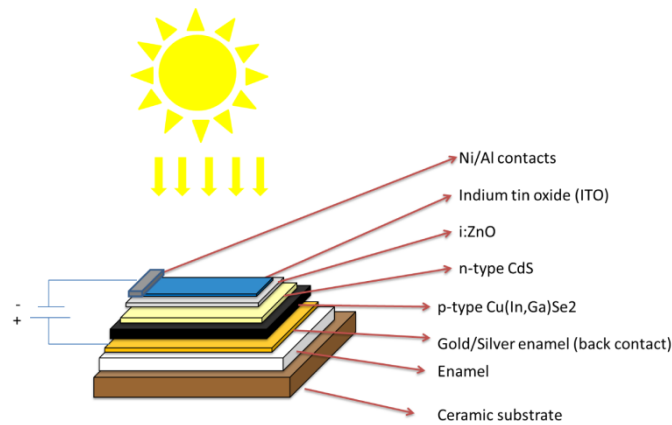 Ni/Al contacts
Indium tin oxide (ITO)
i:ZnO
n-type CdS
-
+
p-type Cu(In,Ga)Se2
Gold/Silver enamel (back contact)
Enamel
Ceramic substrate